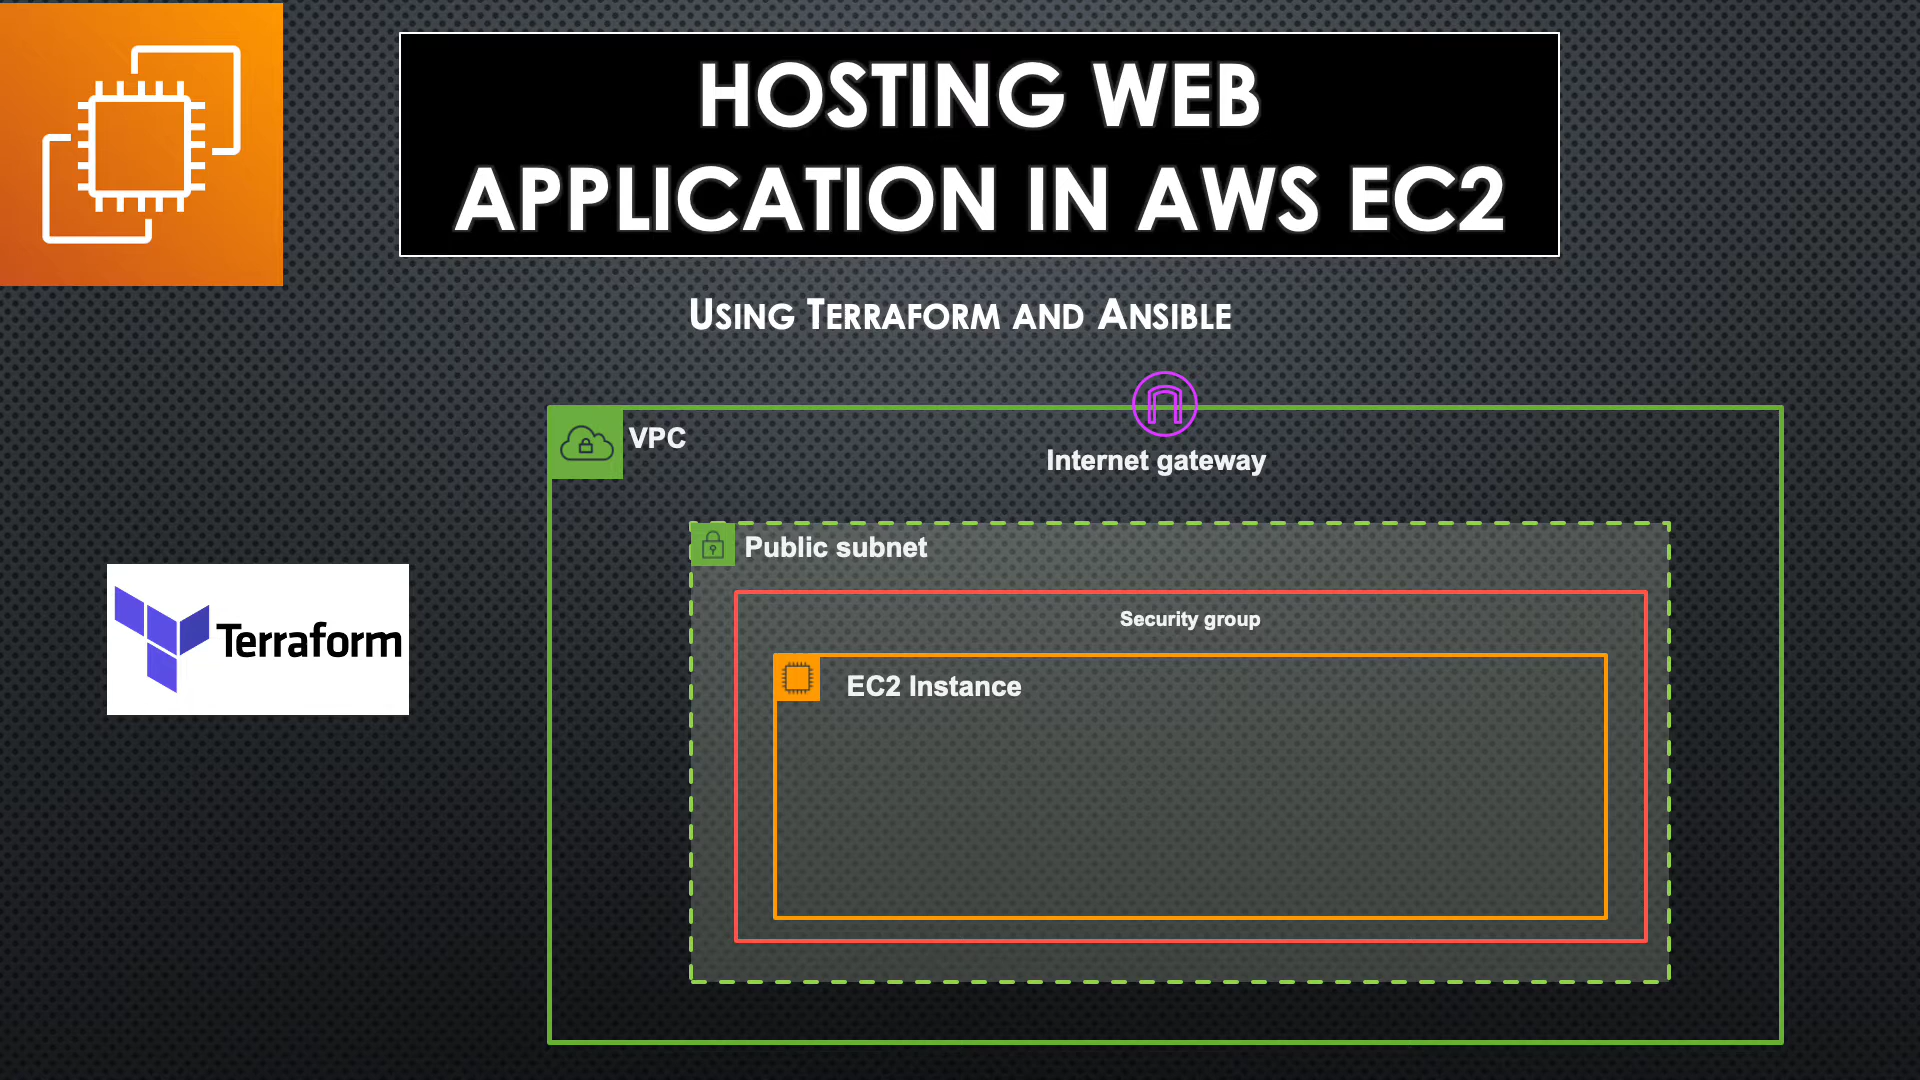 HOSTING WEB
APPLICATION IN AWS EC2
USING TERRAFORM AND ANSIBLE
VPC
Internet gateway
Public subnet
Security group
Terraform
EC2 Instance